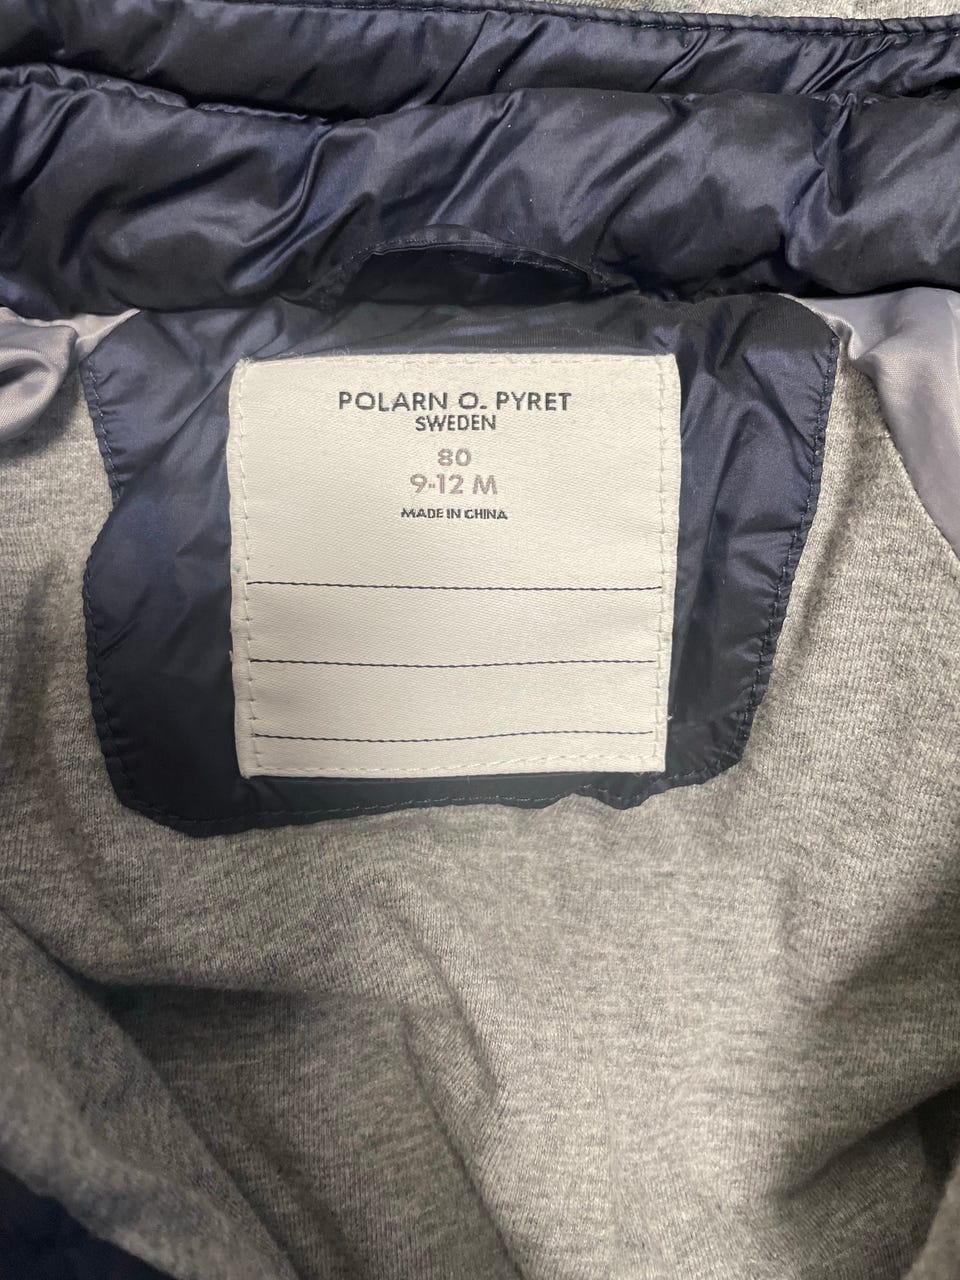 POLARN O. PYRET
SWEDEN
80
9-12 M
MADE IN CHINA